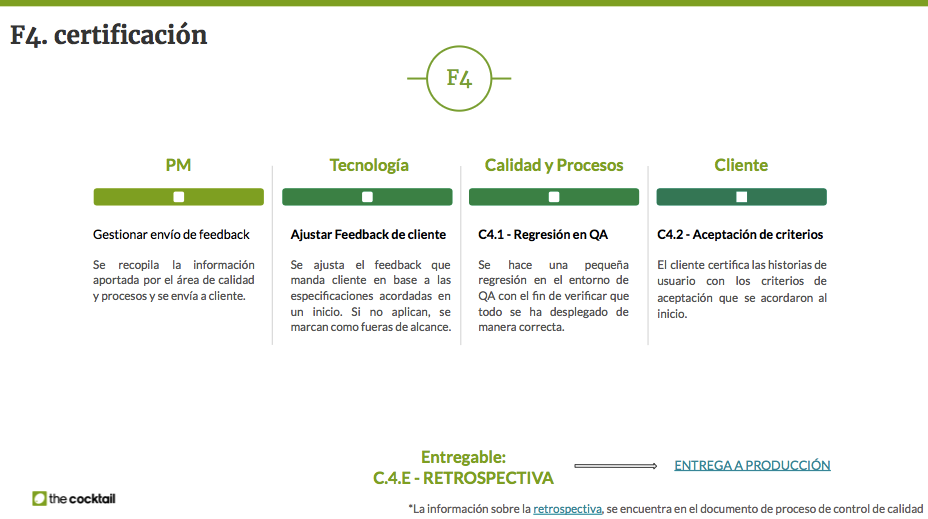 F4. certificación
F4
PM
Gestionar envío de feedback
Se recopila la información
aportada por el área de calidad
y procesos y se envía a cliente.
Tecnología
Ajustar Feedback de cliente
Se ajusta el feedback que
manda cliente en base a las
especificaciones acordadas en
un inicio. Si no aplican, se
marcan como fueras de alcance.
Calidad y Procesos
C4.1 - Regresión en QA
Se hace una pequeña
regresión en el entorno de
QA con el fin de verificar que
todo se ha desplegado de
manera correcta.
Cliente
C4.2 - Aceptación de criterios
El cliente certifica las historias de
usuario con los criterios de
aceptación que se acordaron al
inicio.
Entregable:
C.4.E - RETROSPECTIVA
ENTREGA A PRODUCCIÓN
the cocktail
*La información sobre la retrospectiva, se encuentra en el documento de proceso de control de calidad